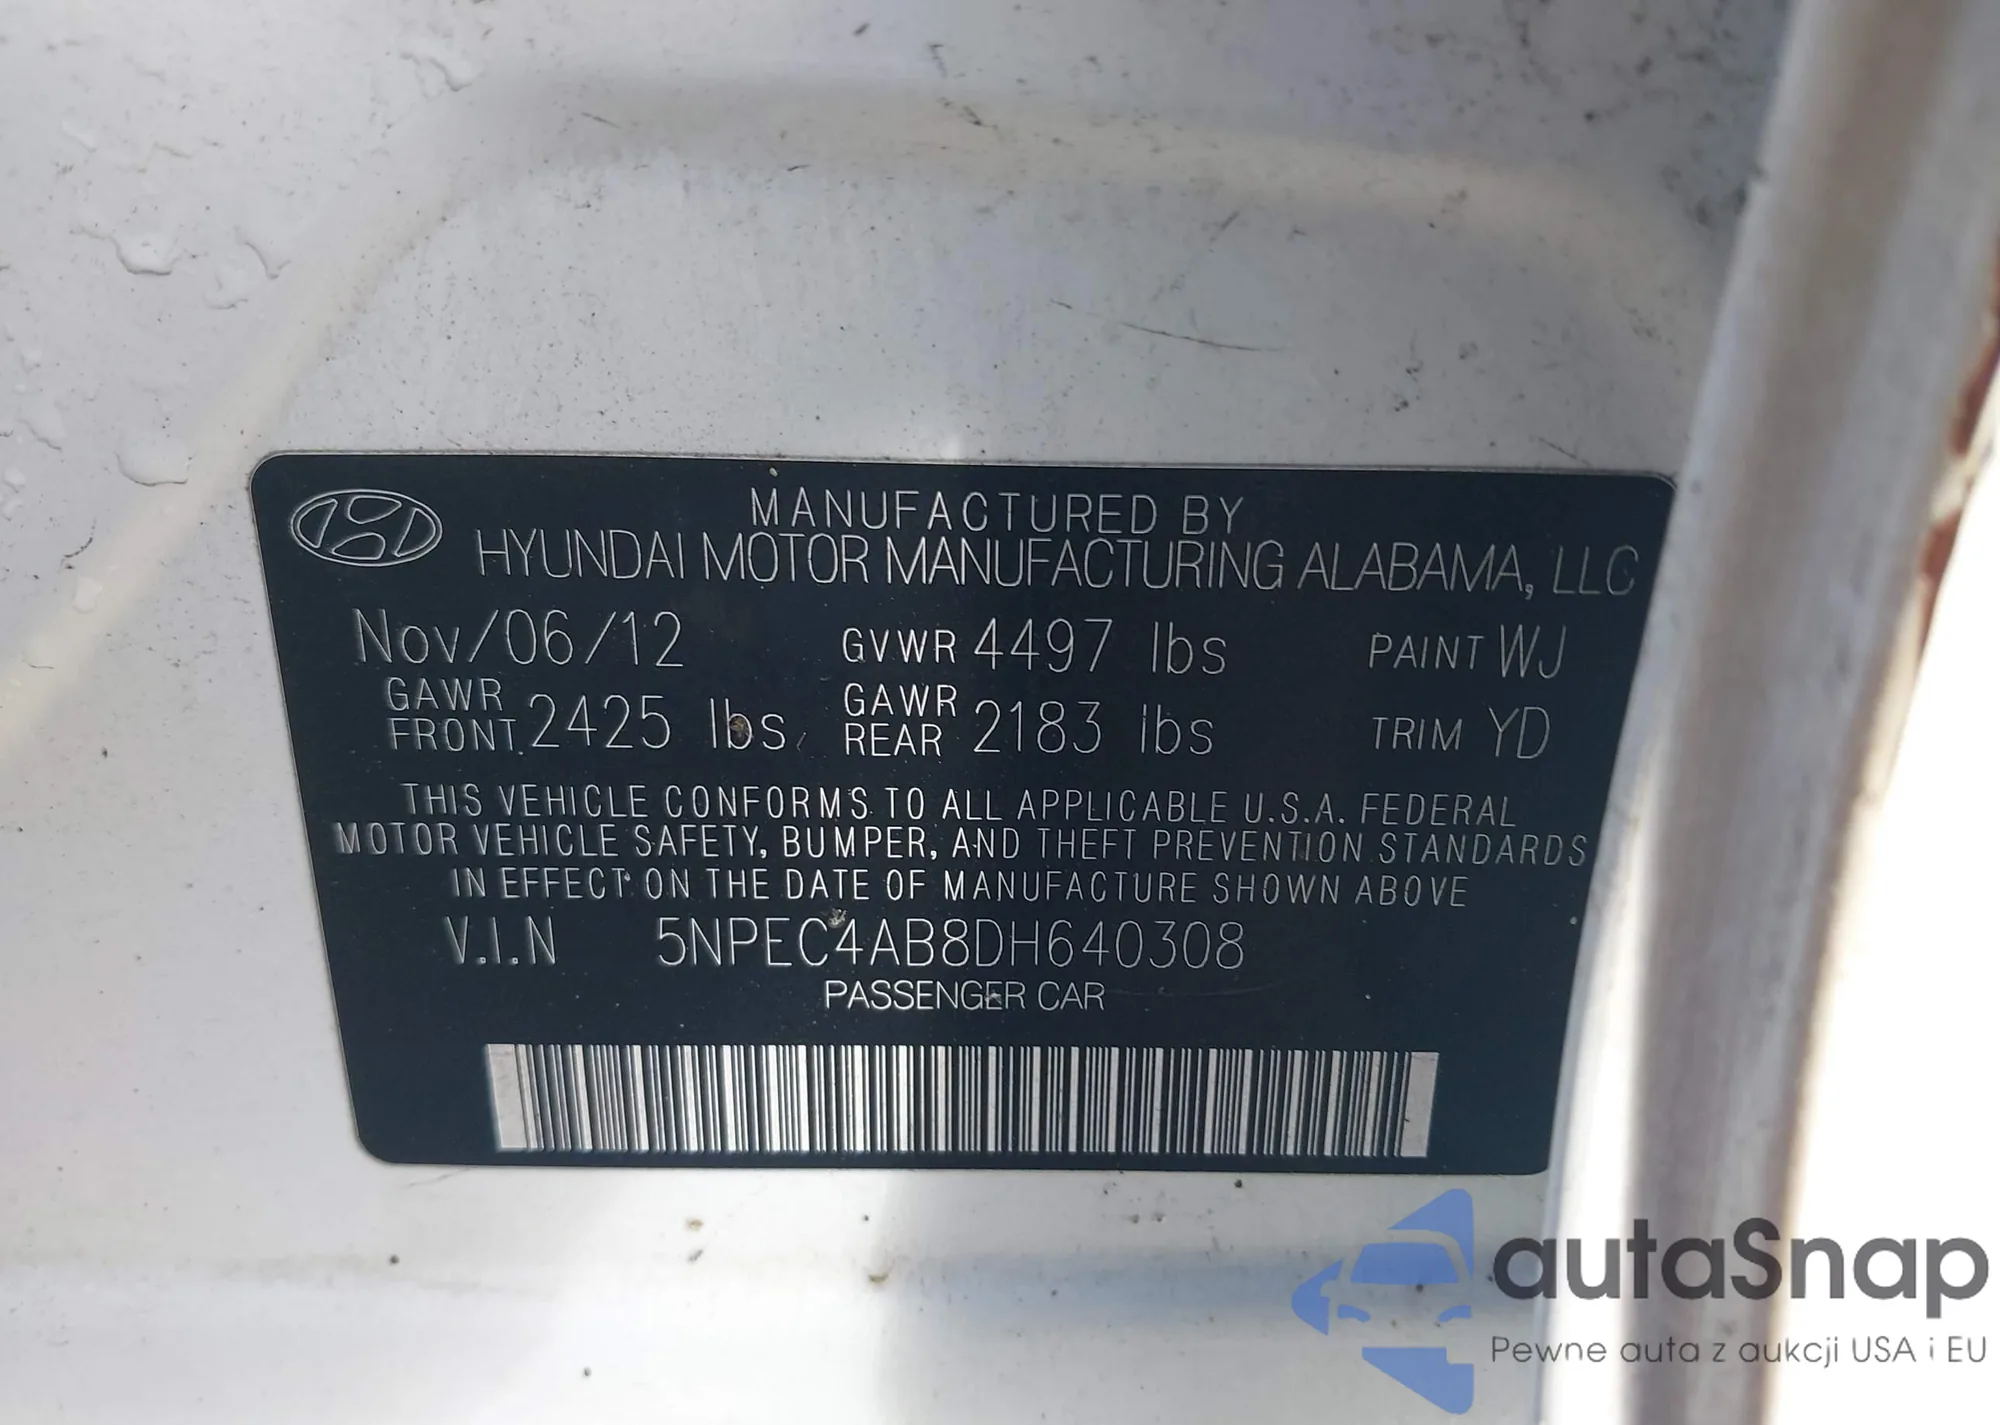 MANUFACTURED BY
HYUNDAI MOTOR MANUFACTURING ALABAMA, LLC
Nov/06/12 GVWR 4497 lbs PAINT WJ
GAWR FRONT 2425 lbs GAWR REAR 2183 lbs TRIM YD
THIS VEHICLE CONFORMS TO ALL APPLICABLE U.S.A. FEDERAL
MOTOR VEHICLE SAFETY, BUMPER, AND THEFT PREVENTION STANDARDS
IN EFFECT ON THE DATE OF MANUFACTURE SHOWN ABOVE
V.I.N 5NPEC4AB8DH640308
PASSENGER CAR
autaSnap
Pewne auta z aukcji USA i EU